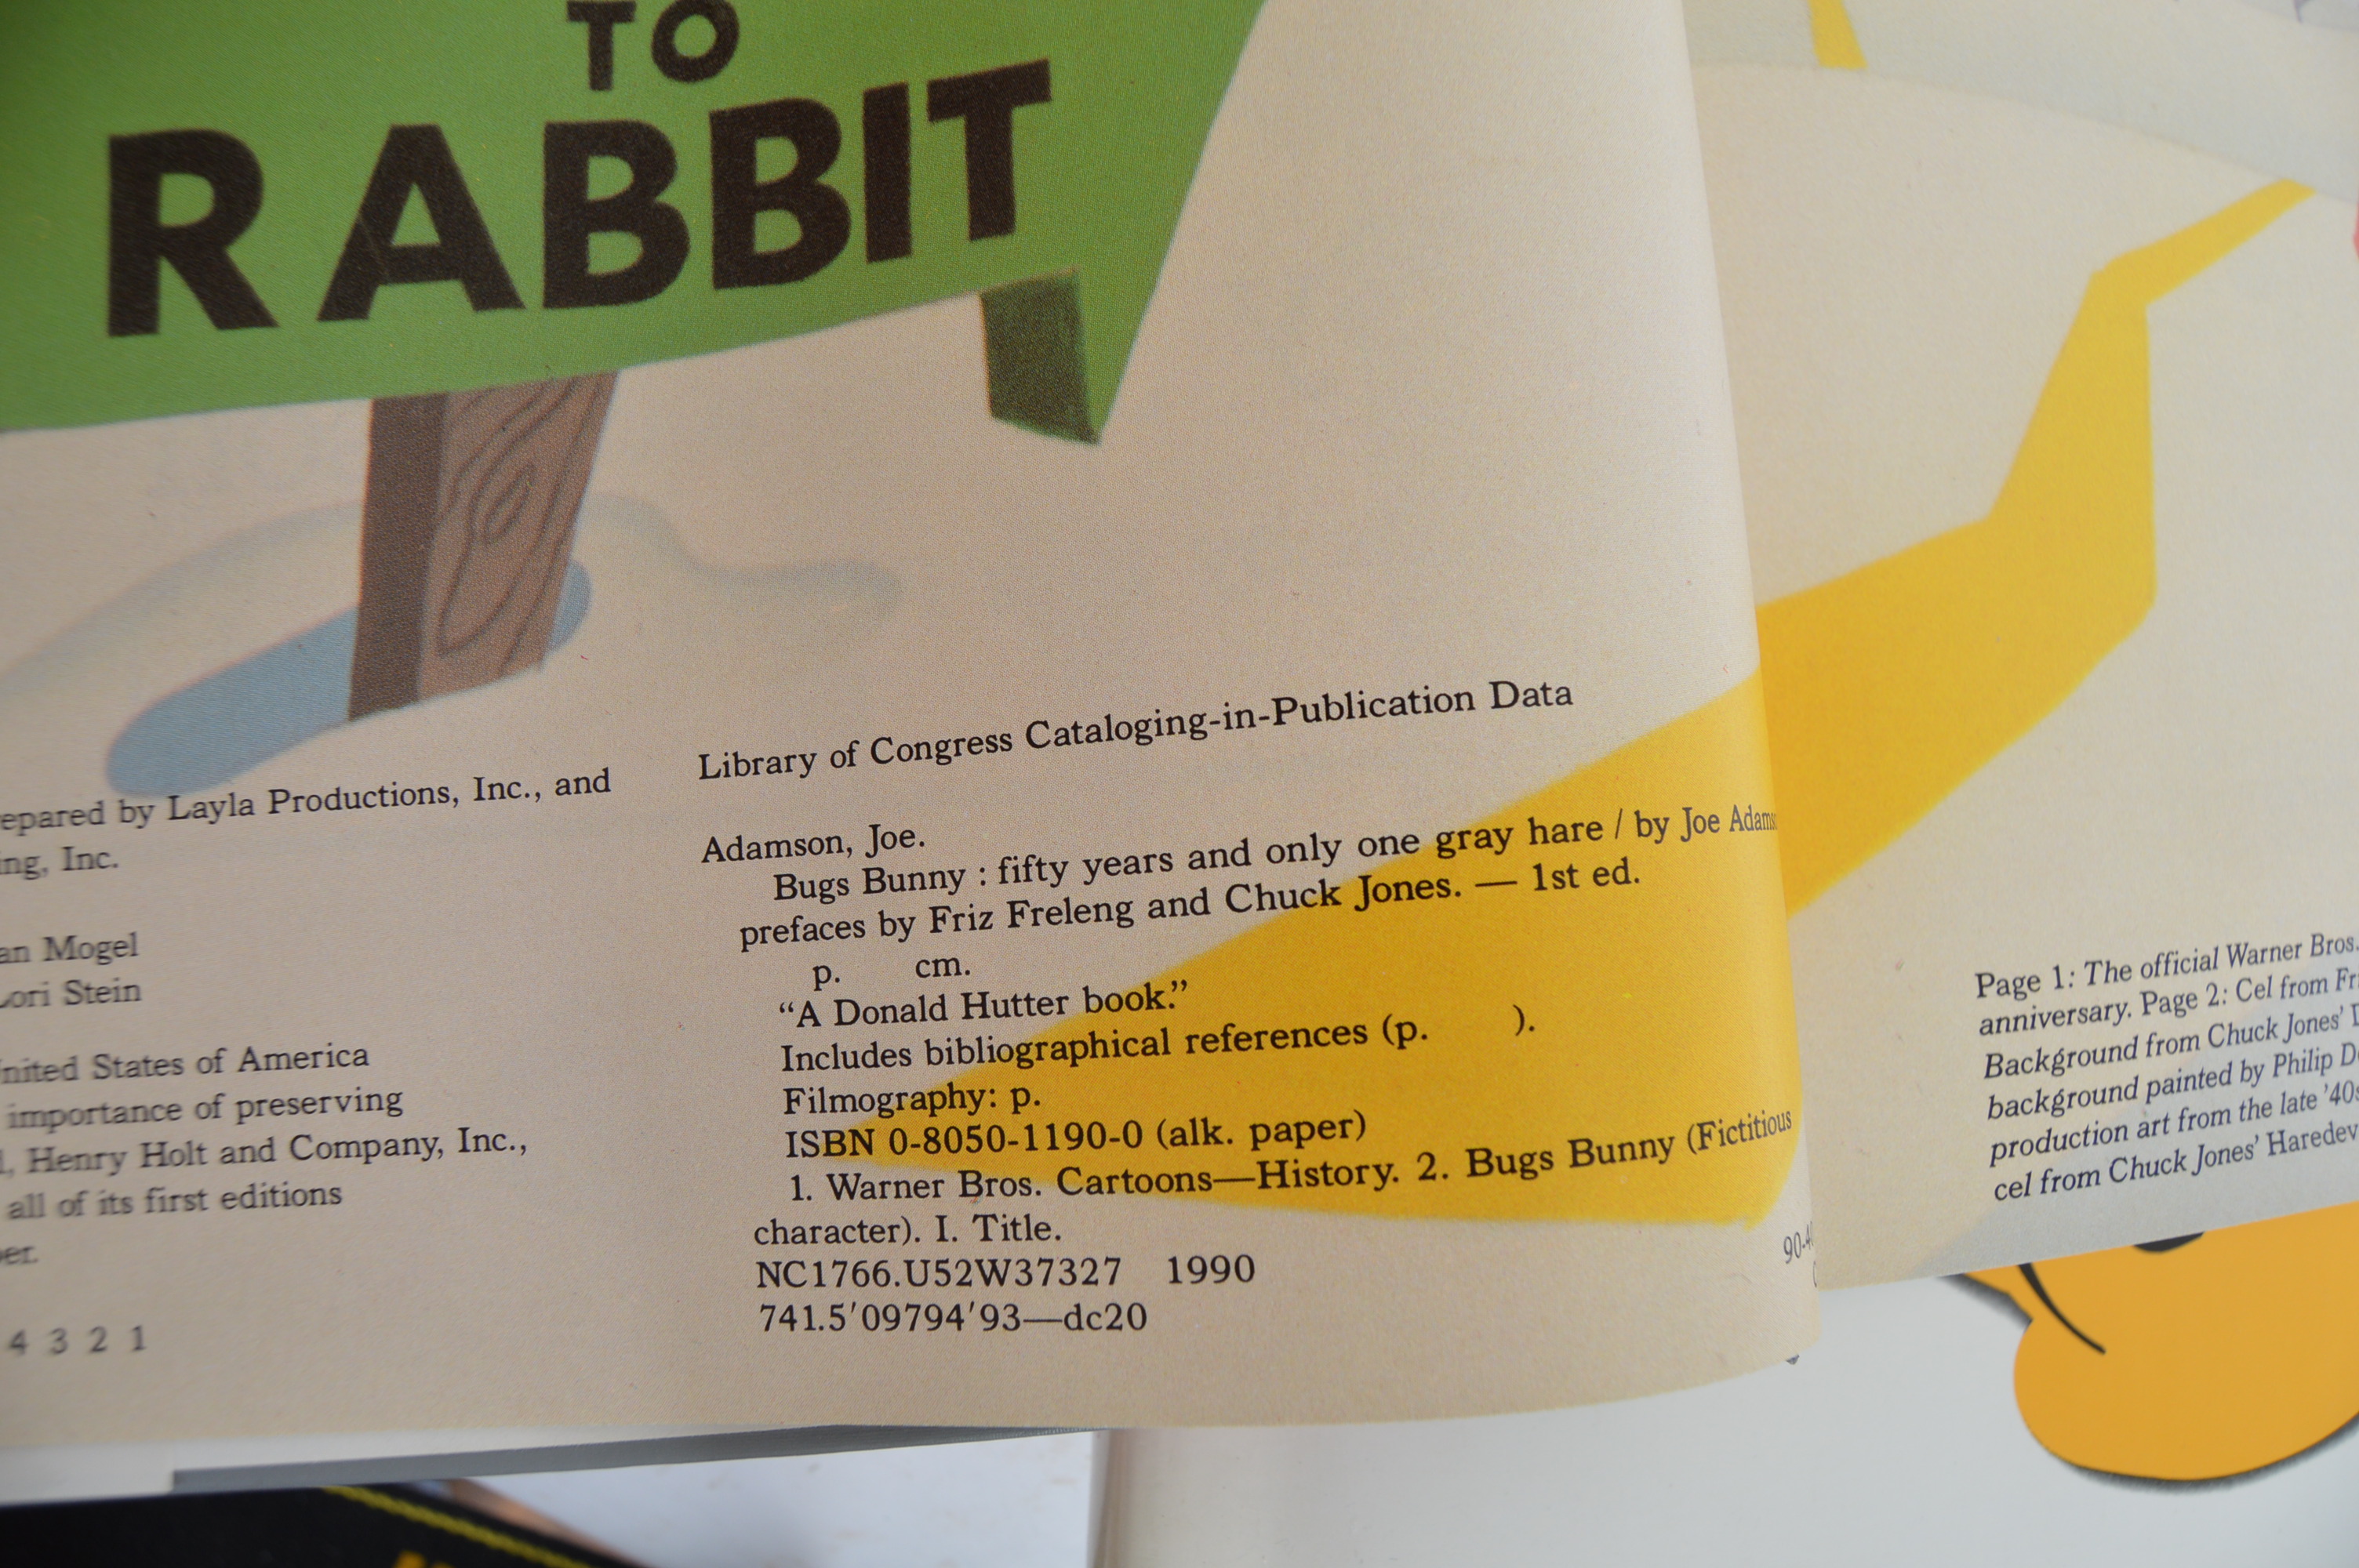 TO
RABBIT
epared by Layla Productions, Inc., and
ing, Inc.
an Mogel
Lori Stein
United States of America
importance of preserving
, Henry Holt and Company, Inc.,
all of its first editions
er.
4 3 2 1
Library of Congress Cataloging-in-Publication Data
Adamson, Joe.
Bugs Bunny : fifty years and only one gray hare / by Joe Adams
prefaces by Friz Freleng and Chuck Jones. — 1st ed.
p. cm.
“A Donald Hutter book.”
Includes bibliographical references (p. ).
Filmography: p.
ISBN 0-8050-1190-0 (alk. paper)
1. Warner Bros. Cartoons—History. 2. Bugs Bunny (Fictitious
character). I. Title.
NC1766.U52W37327 1990
741.5'09794'93—dc20
90-4
Page 1: The official Warner Bros.
anniversary. Page 2: Cel from Fr
Background from Chuck Jones'
background painted by Philip D
production art from the late '40s
cel from Chuck Jones' Haredev